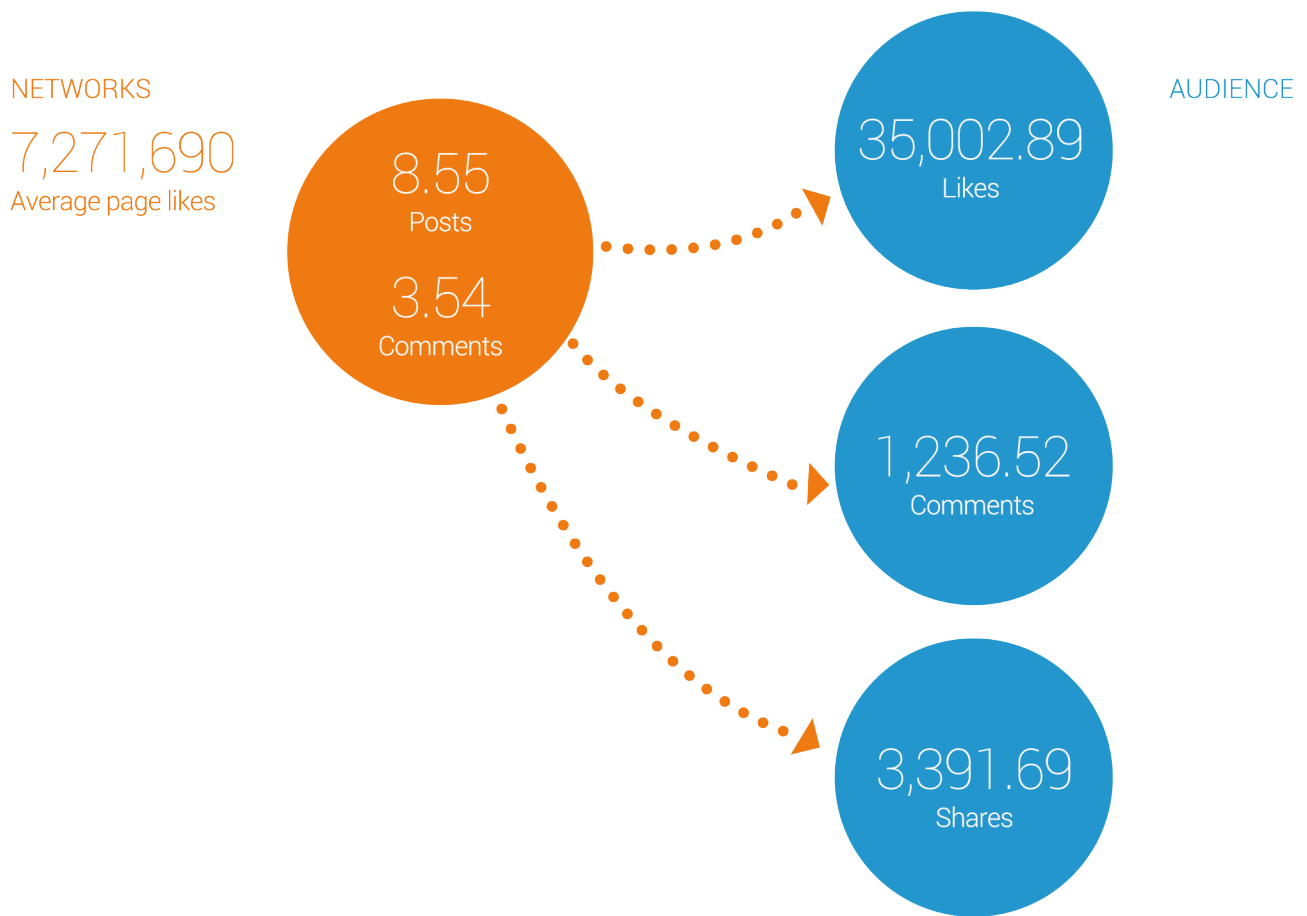 NETWORKS
7,271,690
Average page likes
8.55
Posts
3.54
Comments
AUDIENCE
35,002.89
Likes
1,236.52
Comments
3,391.69
Shares